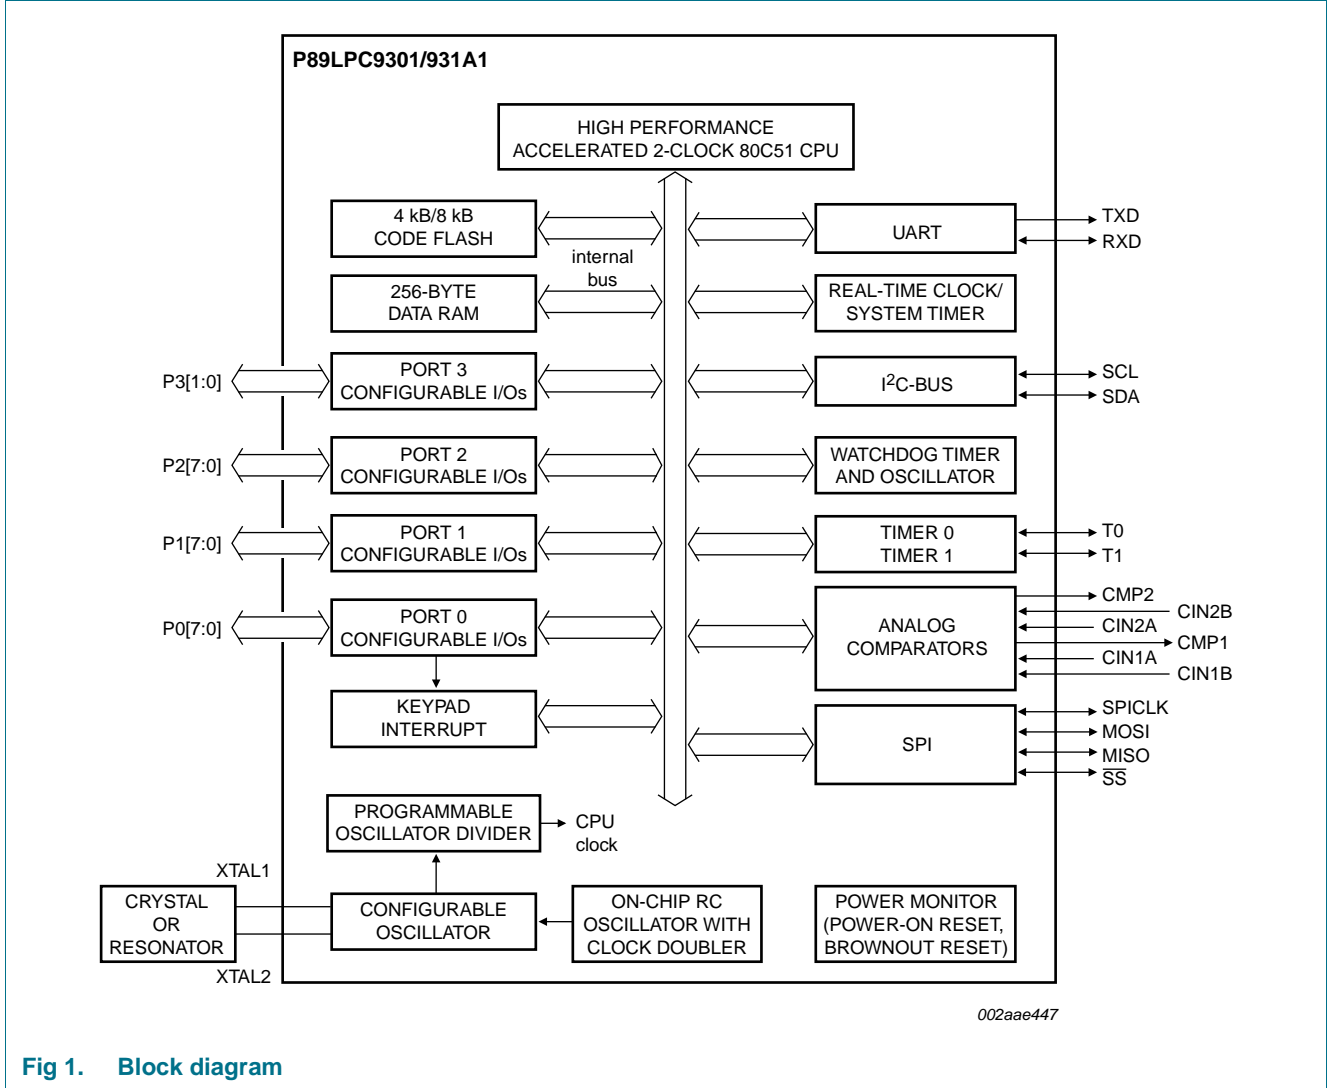 P89LPC9301/931A1
HIGH PERFORMANCE
ACCELERATED 2-CLOCK 80C51 CPU
4 kB/8 kB
CODE FLASH
internal
bus
256-BYTE
DATA RAM
P3[1:0]
PORT 3
CONFIGURABLE I/Os
P2[7:0]
PORT 2
CONFIGURABLE I/Os
P1[7:0]
PORT 1
CONFIGURABLE I/Os
P0[7:0]
PORT 0
CONFIGURABLE I/Os
KEYPAD
INTERRUPT
PROGRAMMABLE
OSCILLATOR DIVIDER
CPU
clock
XTAL1
CRYSTAL
OR
RESONATOR
XTAL2
CONFIGURABLE
OSCILLATOR
ON-CHIP RC
OSCILLATOR WITH
CLOCK DOUBLER
UART
TXD
RXD
REAL-TIME CLOCK/
SYSTEM TIMER
I2C-BUS
SCL
SDA
WATCHDOG TIMER
AND OSCILLATOR
TIMER 0
TIMER 1
T0
T1
ANALOG
COMPARATORS
CMP2
CIN2B
CIN2A
CMP1
CIN1A
CIN1B
SPI
SPICLK
MOSI
MISO
SS
POWER MONITOR
(POWER-ON RESET,
BROWNOUT RESET)
002aae447
Fig 1. Block diagram